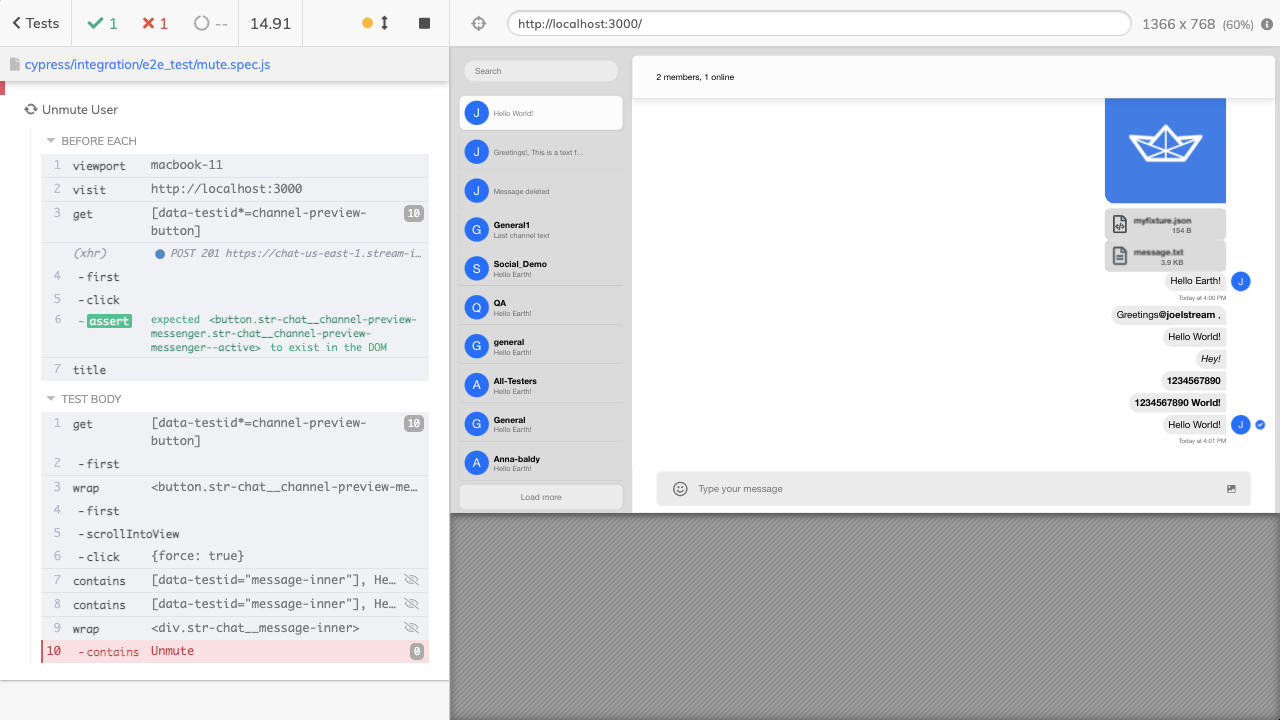 Tests
1
1
--
14.91
http://localhost:3000/
1366 x 768 (60%)
cypress/integration/e2e_test/mute.spec.js
Unmute User
BEFORE EACH
1 viewport macbook-11
2 visit http://localhost:3000
3 get [data-testid*=channel-preview-
button]
10
(xhr) POST 201 https://chat-us-east-1.stream-i…
4 -first
5 -click
6 -assert expected <button.str-chat__channel-preview-
messenger.str-chat__channel-preview-
messenger--active> to exist in the DOM
7 title
TEST BODY
1 get [data-testid*=channel-preview-
button]
10
2 -first
3 wrap <button.str-chat__channel-preview-me…
4 -first
5 -scrollIntoView
6 -click {force: true}
7 contains [data-testid="message-inner"], He…
8 contains [data-testid="message-inner"], He…
9 wrap <div.str-chat__message-inner>
10 -contains Unmute 0
Search
J
Hello World!
J
Greetings!, This is a text f…
J
Message deleted
G
General1
Last channel text
S
Social_Demo
Hello Earth!
Q
QA
Hello Earth!
G
general
Hello Earth!
A
All-Testers
Hello Earth!
G
General
Hello Earth!
A
Anna-baldy
Hello Earth!
Load more
2 members, 1 online
myfixture.json
154 B
message.txt
3.9 KB
Hello Earth!
J
Today at 4:00 PM
Greetings@joelstream .
Hello World!
Hey!
1234567890
1234567890 World!
Hello World!
J
Today at 4:01 PM
Type your message